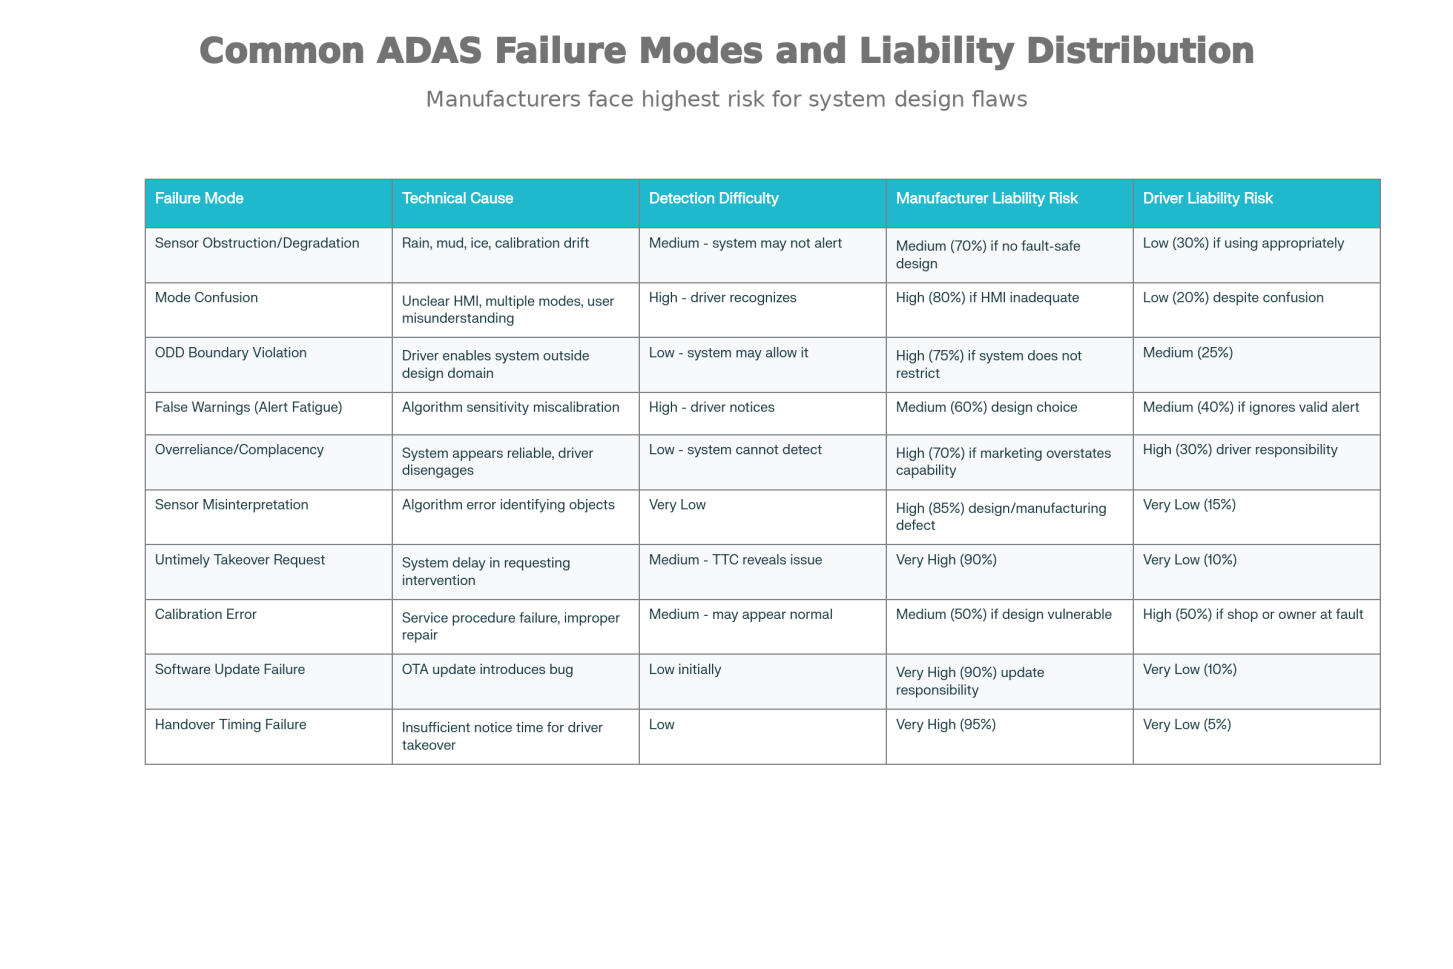 Common ADAS Failure Modes and Liability Distribution
Manufacturers face highest risk for system design flaws
Failure Mode
Technical Cause
Detection Difficulty
Manufacturer Liability Risk
Driver Liability Risk
Sensor Obstruction/Degradation
Rain, mud, ice, calibration drift
Medium - system may not alert
Medium (70%) if no fault-safe
design
Low (30%) if using appropriately
Mode Confusion
Unclear HMI, multiple modes, user
misunderstanding
High - driver recognizes
High (80%) if HMI inadequate
Low (20%) despite confusion
ODD Boundary Violation
Driver enables system outside
design domain
Low - system may allow it
High (75%) if system does not
restrict
Medium (25%)
False Warnings (Alert Fatigue)
Algorithm sensitivity miscalibration
High - driver notices
Medium (60%) design choice
Medium (40%) if ignores valid alert
Overreliance/Complacency
System appears reliable, driver
disengages
Low - system cannot detect
High (70%) if marketing overstates
capability
High (30%) driver responsibility
Sensor Misinterpretation
Algorithm error identifying objects
Very Low
High (85%) design/manufacturing
defect
Very Low (15%)
Untimely Takeover Request
System delay in requesting
intervention
Medium - TTC reveals issue
Very High (90%)
Very Low (10%)
Calibration Error
Service procedure failure, improper
repair
Medium - may appear normal
Medium (50%) if design vulnerable
High (50%) if shop or owner at fault
Software Update Failure
OTA update introduces bug
Low initially
Very High (90%) update
responsibility
Very Low (10%)
Handover Timing Failure
Insufficient notice time for driver
takeover
Low
Very High (95%)
Very Low (5%)